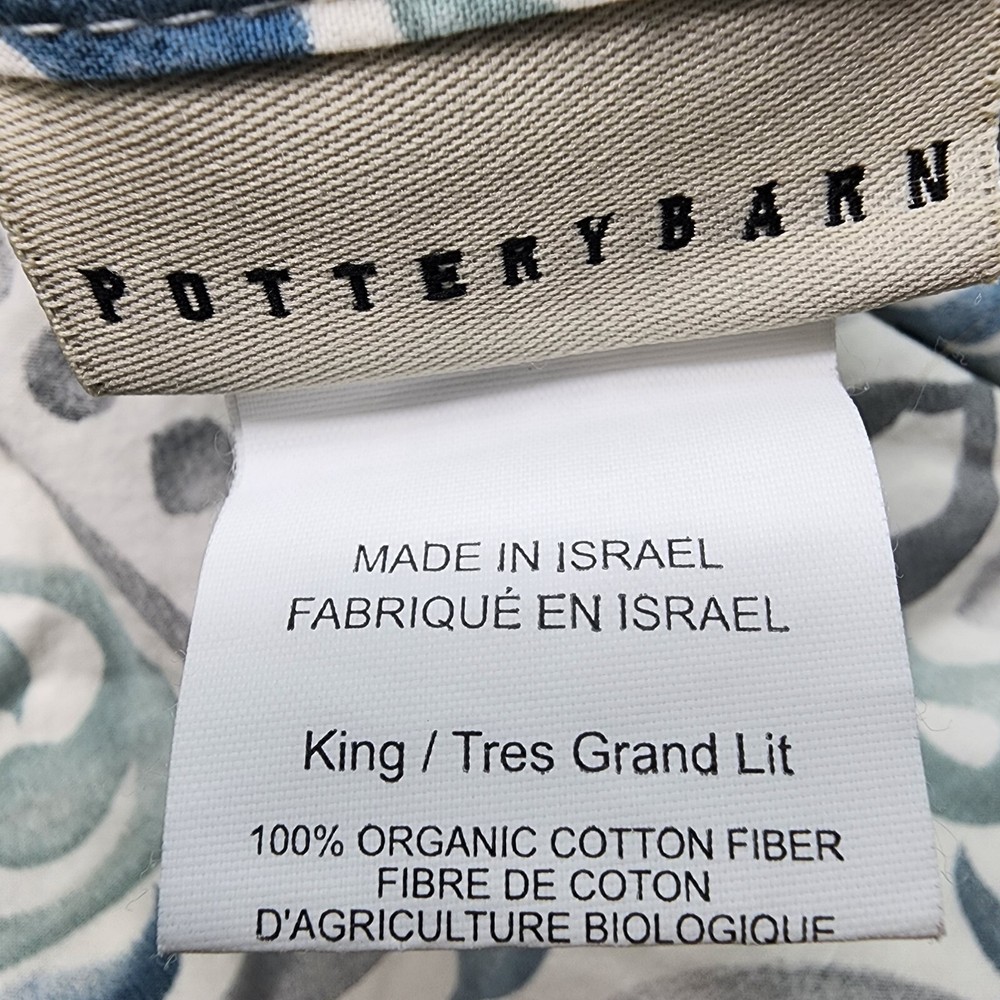 POTTERYBARN
MADE IN ISRAEL
FABRIQUÉ EN ISRAEL
King / Tres Grand Lit
100% ORGANIC COTTON FIBER
FIBRE DE COTON
D'AGRICULTURE BIOLOGIQUE